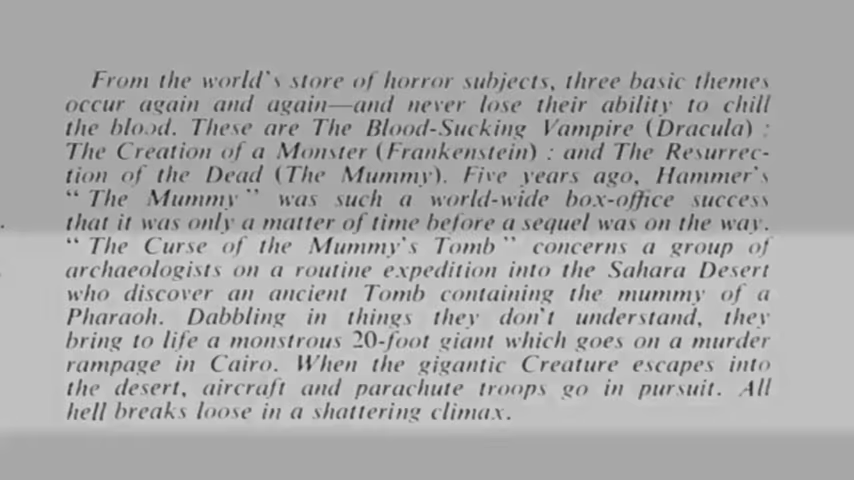 From the world's store of horror subjects, three basic themes
occur again and again—and never lose their ability to chill
the blood. These are The Blood-Sucking Vampire (Dracula) :
The Creation of a Monster (Frankenstein) : and The Resurrec-
tion of the Dead (The Mummy). Five years ago, Hammer's
“ The Mummy ” was such a world-wide box-office success
that it was only a matter of time before a sequel was on the way.
“ The Curse of the Mummy's Tomb ” concerns a group of
archaeologists on a routine expedition into the Sahara Desert
who discover an ancient Tomb containing the mummy of a
Pharaoh. Dabbling in things they don't understand, they
bring to life a monstrous 20-foot giant which goes on a murder
rampage in Cairo. When the gigantic Creature escapes into
the desert, aircraft and parachute troops go in pursuit. All
hell breaks loose in a shattering climax.